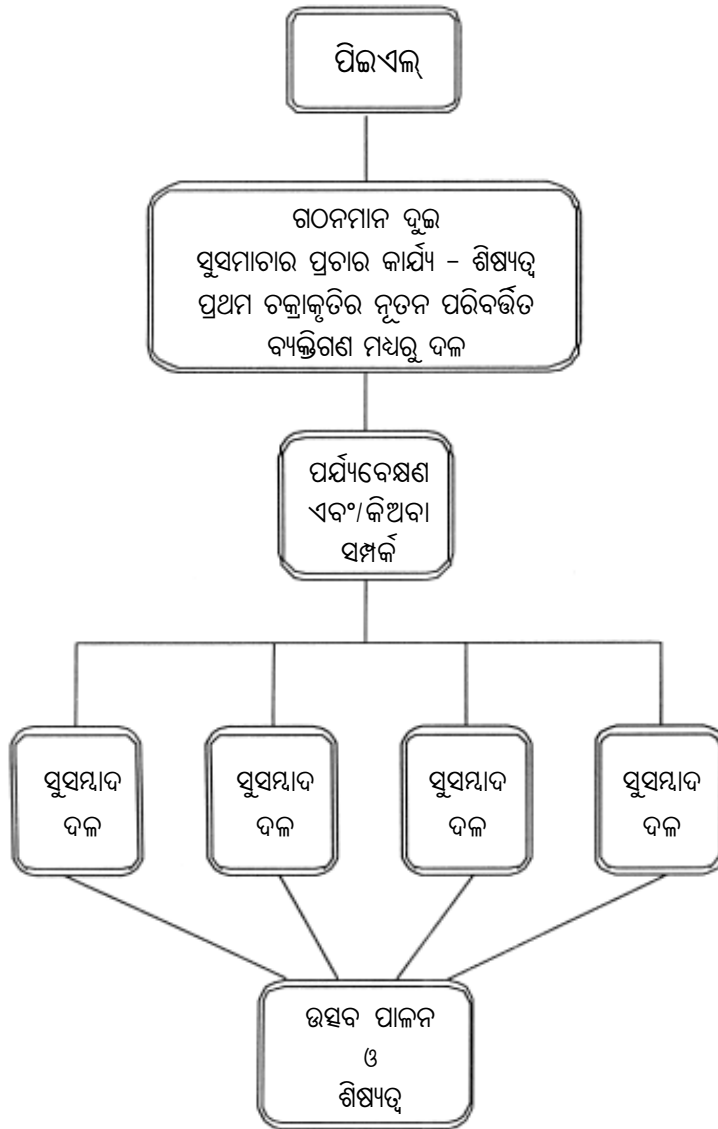 ପିଇଏଲ୍
ଗଠନମାନ ଦୁଇ
ସୁସମାଚାର ପ୍ରଚାର କାର୍ଯ୍ୟ – ଶିଷ୍ୟତ୍ୱ
ପ୍ରଥମ ଚକ୍ରାକୃତିର ନୂତନ ପରିବର୍ତ୍ତିତ
ବ୍ୟକ୍ତିଗଣ ମଧ୍ୟରୁ ଦଳ
ପର୍ଯ୍ୟବେକ୍ଷଣ
ଏବଂ/କିଅବା
ସମ୍ପର୍କ
ସୁସମ୍ବାଦ
ଦଳ
ସୁସମ୍ବାଦ
ଦଳ
ସୁସମ୍ବାଦ
ଦଳ
ସୁସମ୍ବାଦ
ଦଳ
ଉତ୍ସବ ପାଳନ
ଓ
ଶିଷ୍ୟତ୍ୱ